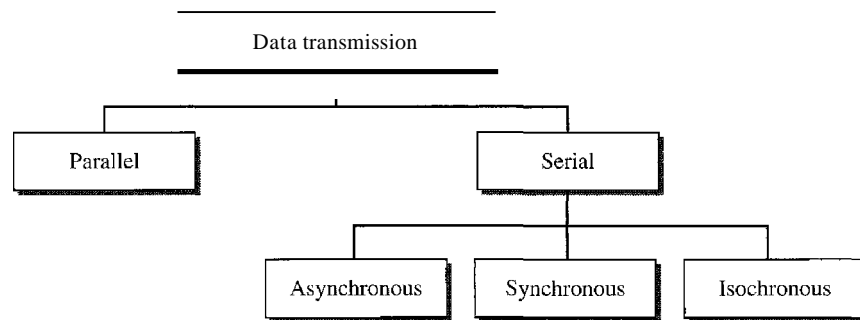 Data transmission
Parallel
Serial
Asynchronous
Synchronous
Isochronous